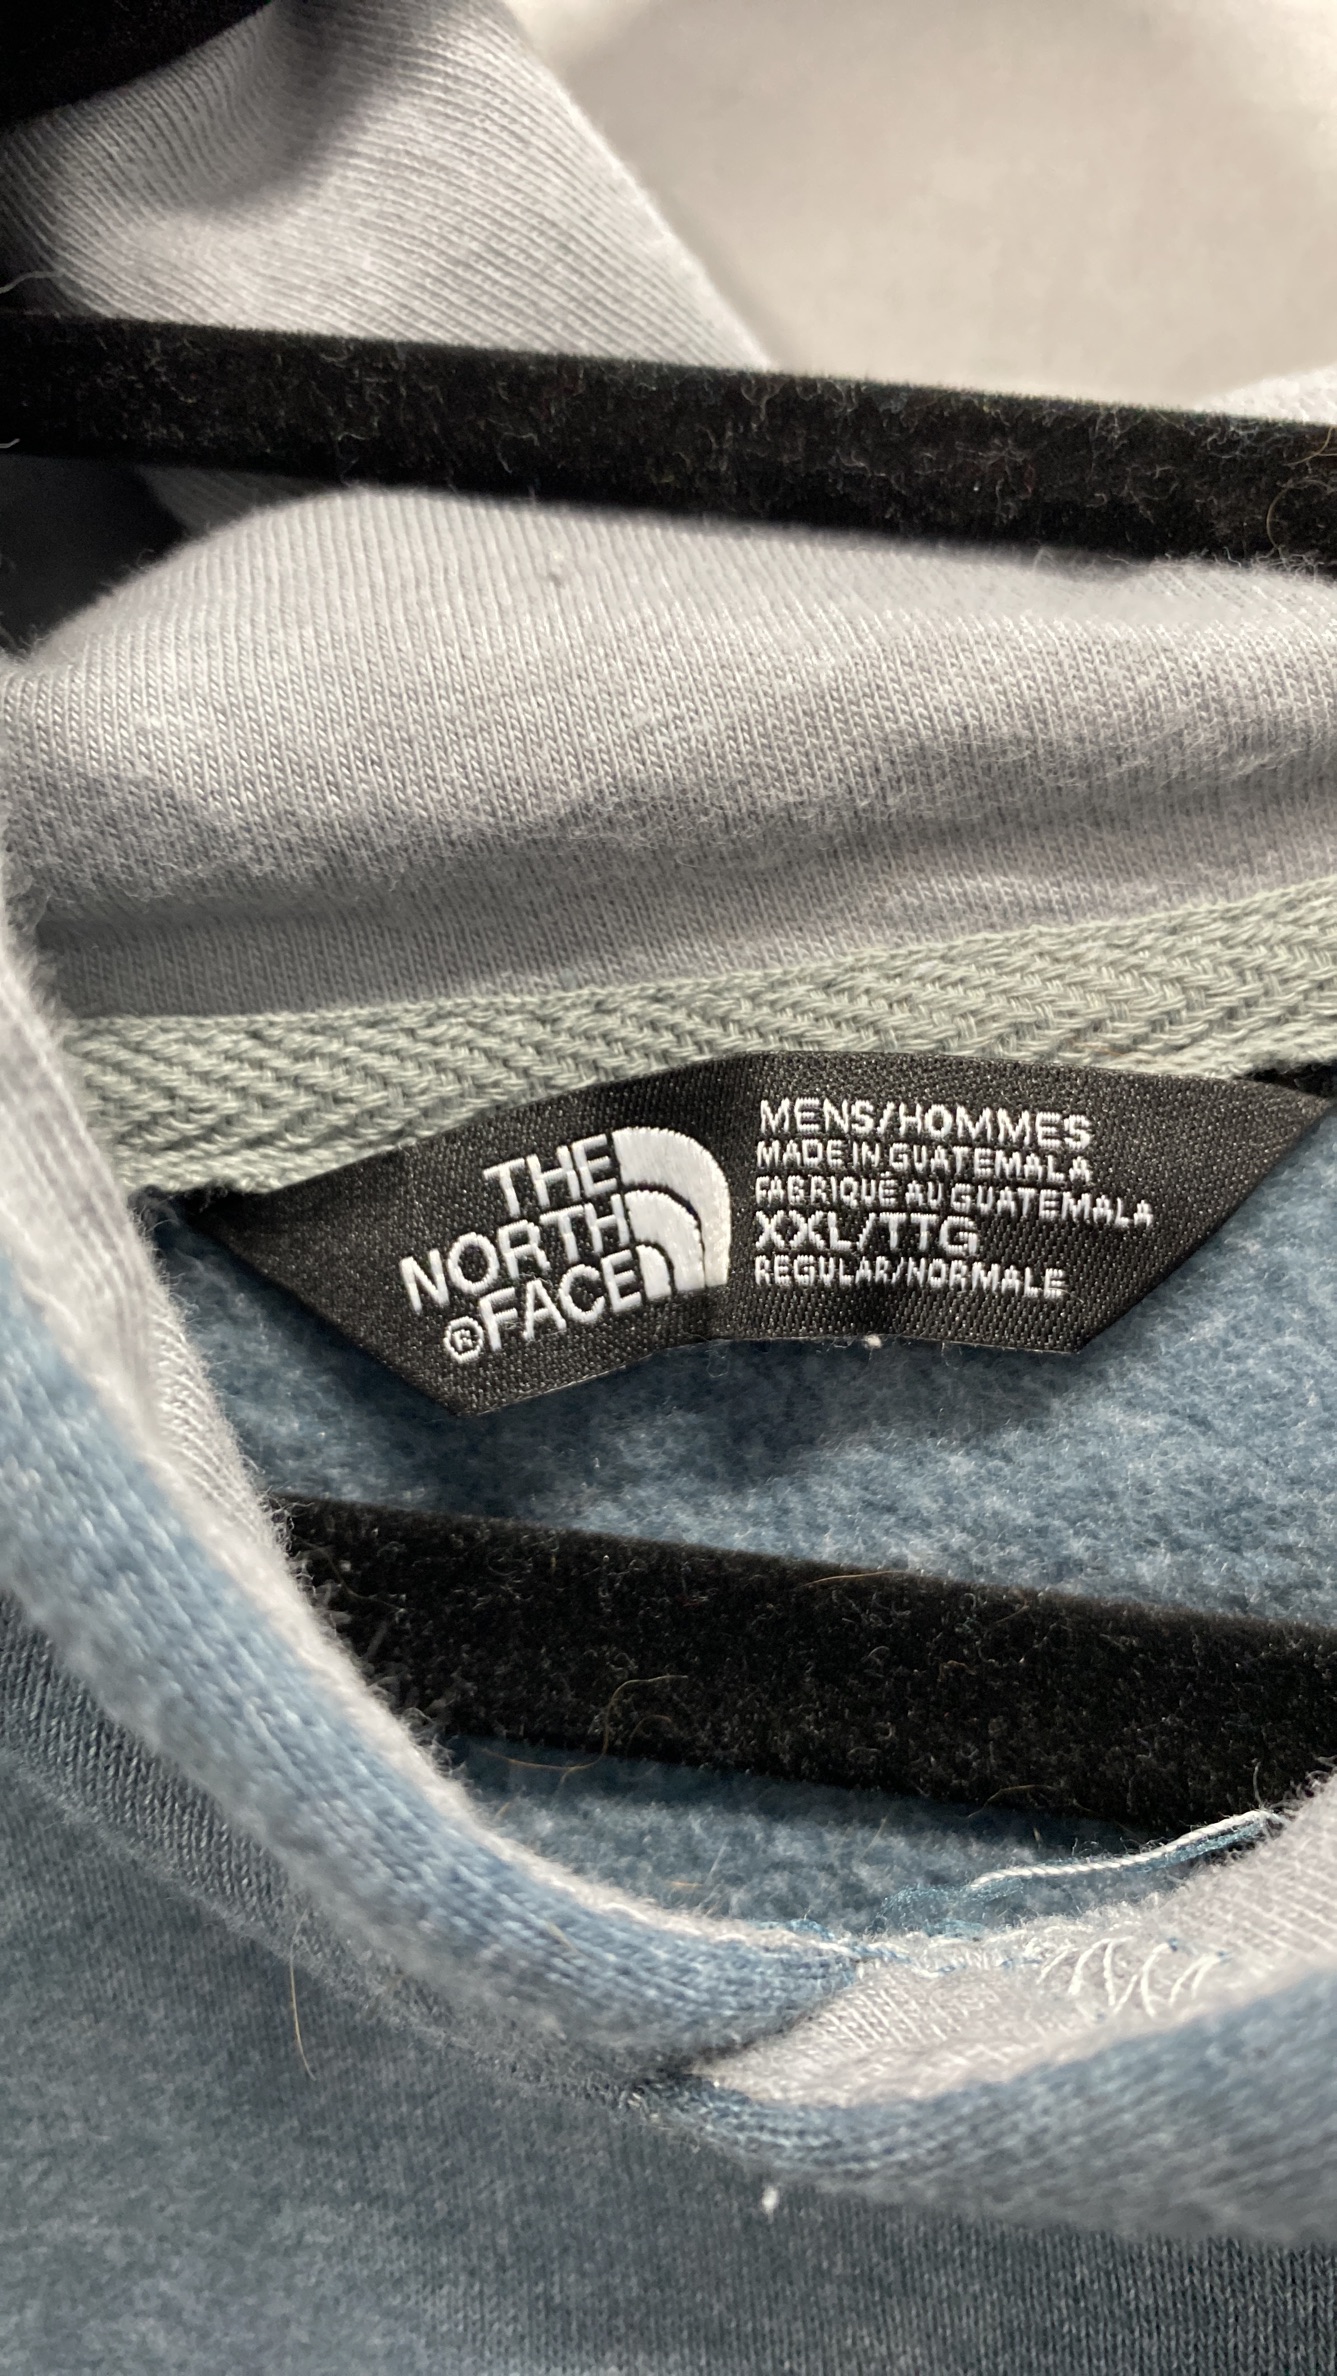 THE
NORTH
®FACE
MENS/HOMMES
MADE IN GUATEMALA
FABRIQUÉ AU GUATEMALA
XXL/TTG
REGULAR/NORMALE